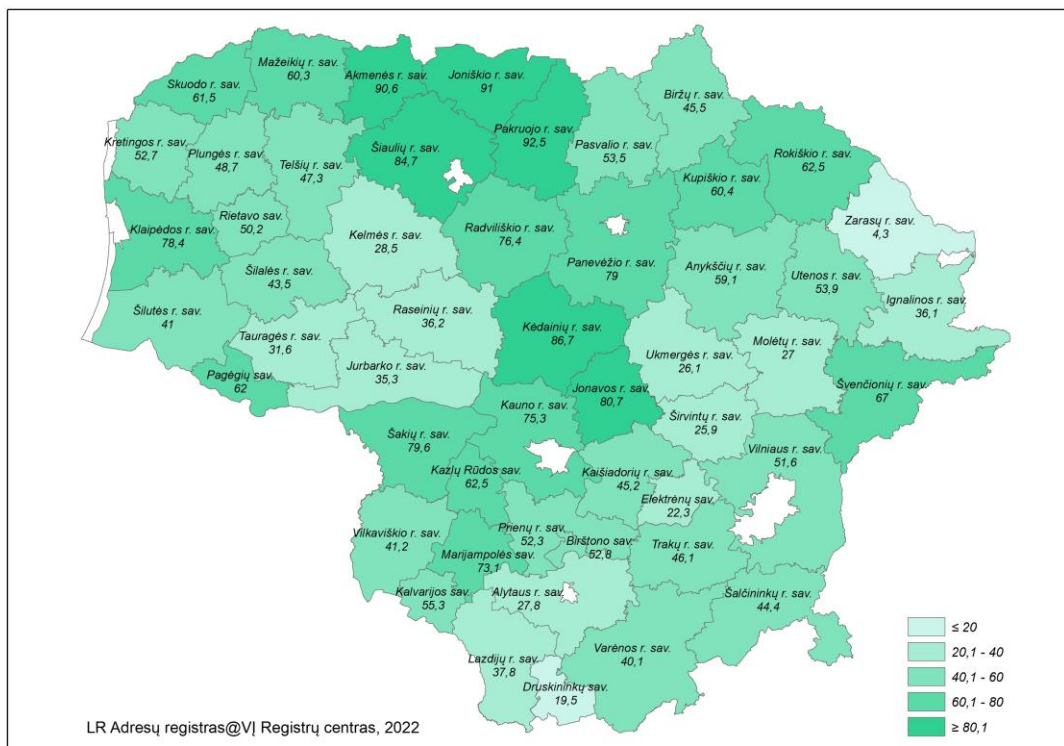 Mažeikių r. sav.
60,3
Skuodo r. sav.
61,5
Akmenės r. sav.
90,6
Joniškio r. sav.
91
Biržų r. sav.
45,5
Pakruojo r. sav.
92,5
Pasvalio r. sav.
53,5
Kretingos r. sav.
52,7
Plungės r. sav.
48,7
Telšių r. sav.
47,3
Šiaulių r. sav.
84,7
Rokiškio r. sav.
62,5
Kupiškio r. sav.
60,4
Zarasų r. sav.
4,3
Rietavo sav.
50,2
Klaipėdos r. sav.
78,4
Kelmės r. sav.
28,5
Radviliškio r. sav.
76,4
Panevėžio r. sav.
79
Anykščių r. sav.
59,1
Utenos r. sav.
53,9
Šilalės r. sav.
43,5
Ignalinos r. sav.
36,1
Šilutės r. sav.
41
Raseinių r. sav.
36,2
Tauragės r. sav.
31,6
Kėdainių r. sav.
86,7
Molėtų r. sav.
27
Ukmergės r. sav.
26,1
Jurbarko r. sav.
35,3
Pagėgių sav.
62
Švenčionių r. sav.
67
Jonavos r. sav.
80,7
Kauno r. sav.
75,3
Širvintų r. sav.
25,9
Šakių r. sav.
79,6
Vilniaus r. sav.
51,6
Kazlų Rūdos sav.
62,5
Kaišiadorių r. sav.
45,2
Elektrėnų sav.
22,3
Vilkaviškio r. sav.
41,2
Prienų r. sav.
52,3
Birštono sav.
52,8
Trakų r. sav.
46,1
Marijampolės sav.
73,1
Kalvarijos sav.
55,3
Alytaus r. sav.
27,8
Šalčininkų r. sav.
44,4
Lazdijų r. sav.
37,8
Varėnos r. sav.
40,1
Druskininkų sav.
19,5
≤ 20
20,1 - 40
40,1 - 60
60,1 - 80
≥ 80,1
LR Adresų registras@VĮ Registrų centras, 2022